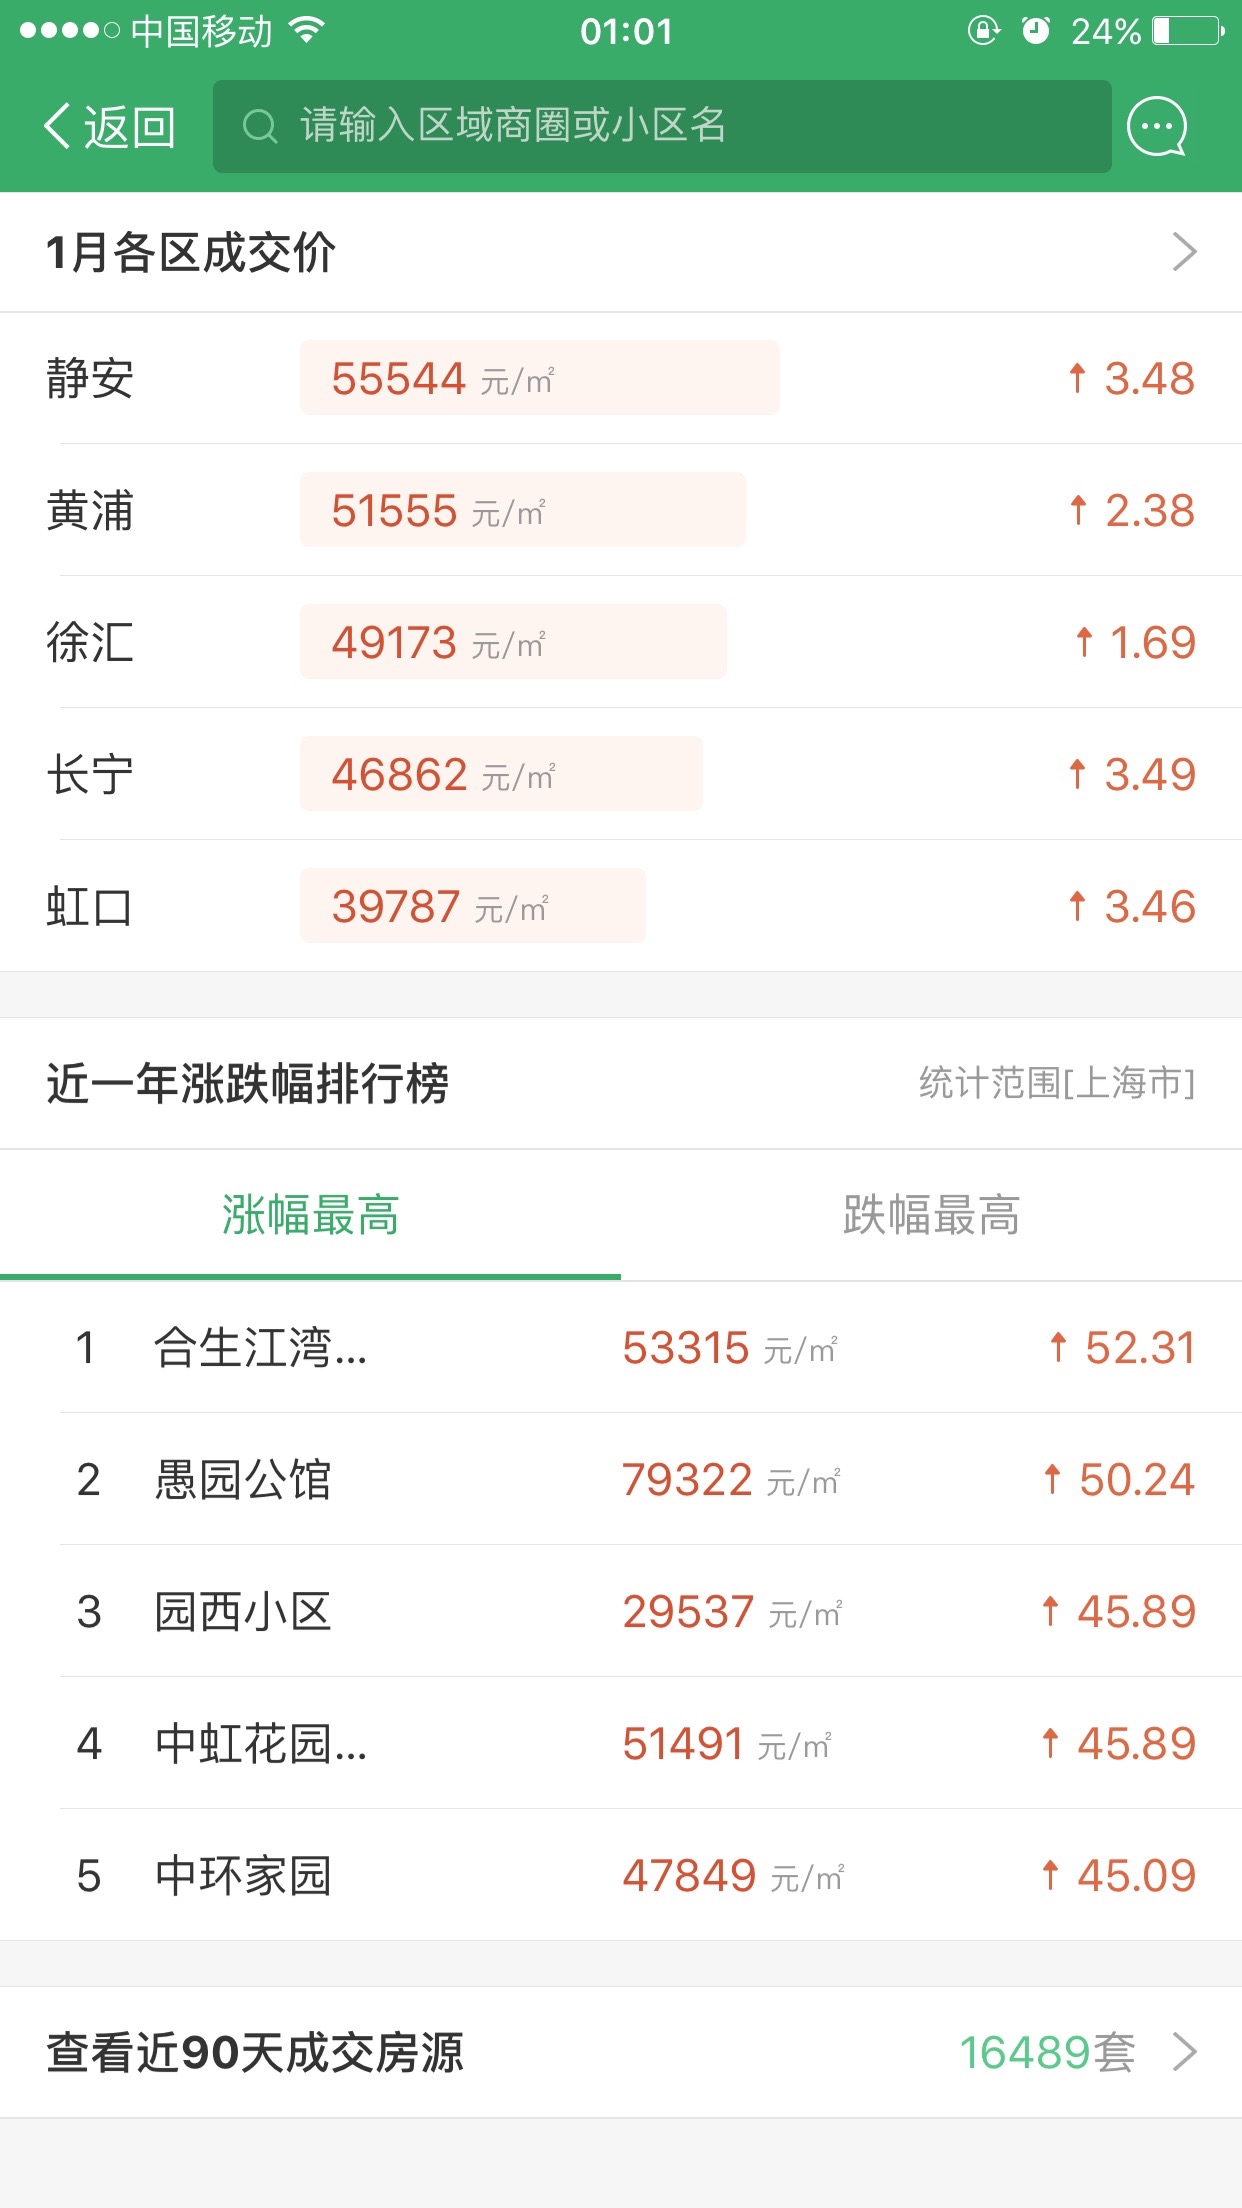 中国移动 01:01 24%
返回 请输入区域商圈或小区名
1月各区成交价
静安 55544 元/㎡ ↑ 3.48
黄浦 51555 元/㎡ ↑ 2.38
徐汇 49173 元/㎡ ↑ 1.69
长宁 46862 元/㎡ ↑ 3.49
虹口 39787 元/㎡ ↑ 3.46
近一年涨跌幅排行榜 统计范围[上海市]
涨幅最高 跌幅最高
1 合生江湾... 53315 元/㎡ ↑ 52.31
2 愚园公馆 79322 元/㎡ ↑ 50.24
3 园西小区 29537 元/㎡ ↑ 45.89
4 中虹花园... 51491 元/㎡ ↑ 45.89
5 中环家园 47849 元/㎡ ↑ 45.09
查看近90天成交房源 16489套